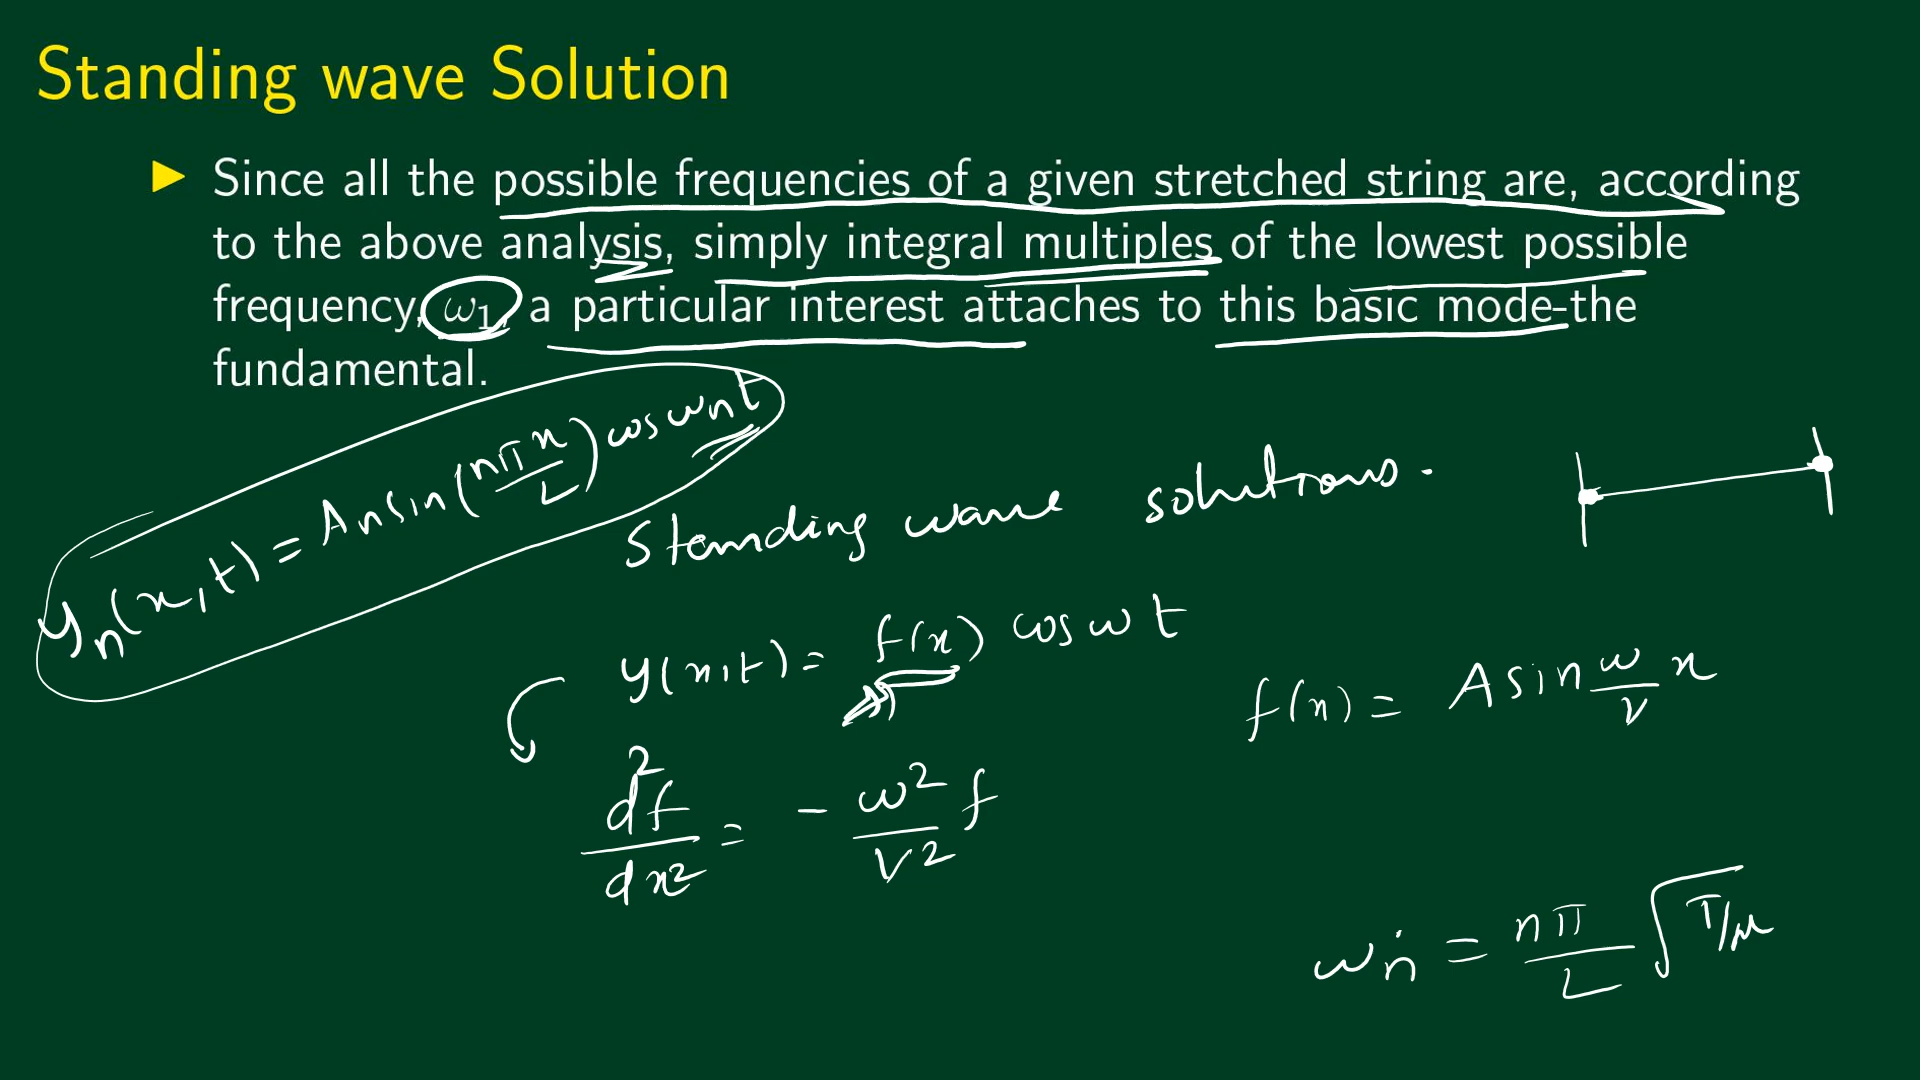 Standing wave Solution
▶ Since all the possible frequencies of a given stretched string are, according
to the above analysis, simply integral multiples of the lowest possible
frequency, ω₁, a particular interest attaches to this basic mode-the
fundamental.
yₙ(x,t) = Aₙ sin(nπx/L) cos ωₙt
Standing wave solutions.
y(x,t) = f(x) cos ωt
f(x) = A sin ω/v x
d²f/dx² = - ω²/v² f
ωₙ = nπ/L √T/μ